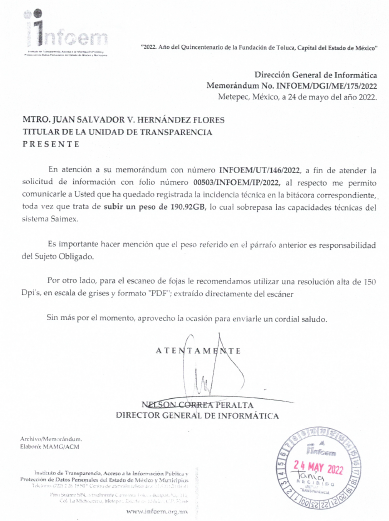 infoem
"2022. Año del Quincentenario de la Fundación de Toluca, Capital del Estado de México"
Dirección General de Informática
Memorándum No. INFOEM/DGI/ME/175/2022
Metepec, México, a 24 de mayo del año 2022.
MTRO. JUAN SALVADOR V. HERNÁNDEZ FLORES
TITULAR DE LA UNIDAD DE TRANSPARENCIA
P R E S E N T E
En atención a su memorándum con número INFOEM/UT/146/2022, a fin de atender la
solicitud de información con folio número 00503/INFOEM/IP/2022, al respecto me permito
comunicarle a Usted que ha quedado registrada la incidencia técnica en la bitácora correspondiente,
toda vez que trata de subir un peso de 190.92GB, lo cual sobrepasa las capacidades técnicas del
sistema Saimex.
Es importante hacer mención que el peso referido en el párrafo anterior es responsabilidad
del Sujeto Obligado.
Por otro lado, para el escaneo de fojas le recomendamos utilizar una resolución alta de 150
Dpi's, en escala de grises y formato "PDF"; extraído directamente del escáner
Sin más por el momento, aprovecho la ocasión para enviarle un cordial saludo.
A T E N T A M E N T E
NELSON CORREA PERALTA
DIRECTOR GENERAL DE INFORMÁTICA
Archivo/Memorándum.
Elaboró: MAMG/ACM
Instituto de Transparencia, Acceso a la Información Pública y
Protección de Datos Personales del Estado de México y Municipios
www.infoem.org.mx
infoem
24 MAY 2022
RECIBIDO